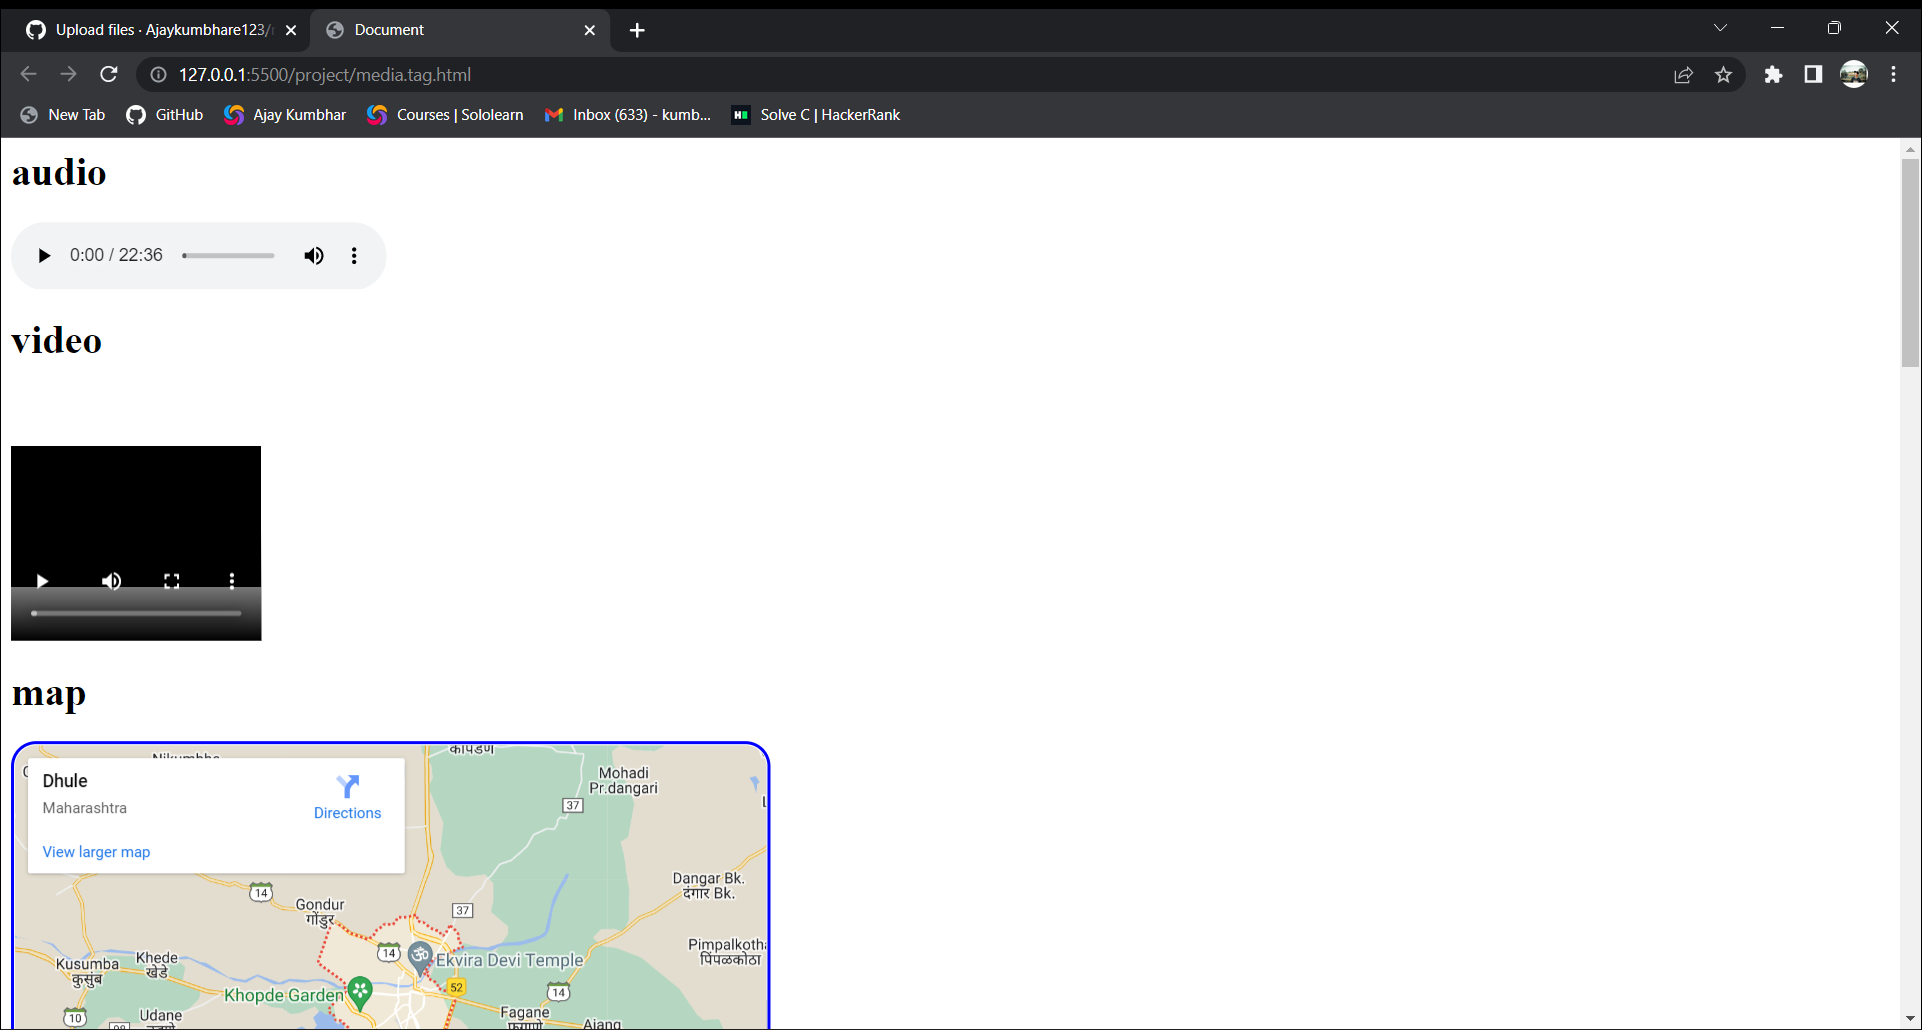 Upload files · Ajaykumbhare123/
Document
127.0.0.1:5500/project/media.tag.html
New Tab
GitHub
Ajay Kumbhar
Courses | Sololearn
Inbox (633) - kumb...
Solve C | HackerRank
audio
0:00 / 22:36
video
map
Dhule
Maharashtra
Directions
View larger map
कापडण
Mohadi
Pr.dangari
37
Dangar Bk.
दंगार Bk.
14
Gondur
गोंडुर
37
14
Ekvira Devi Temple
Pimpalkotha
पिंपळकोठा
Khede
खेडे
Kusumba
कुसुंब
Khopde Garden
52
14
10
Udane
Fagane
फागणे
Ajang